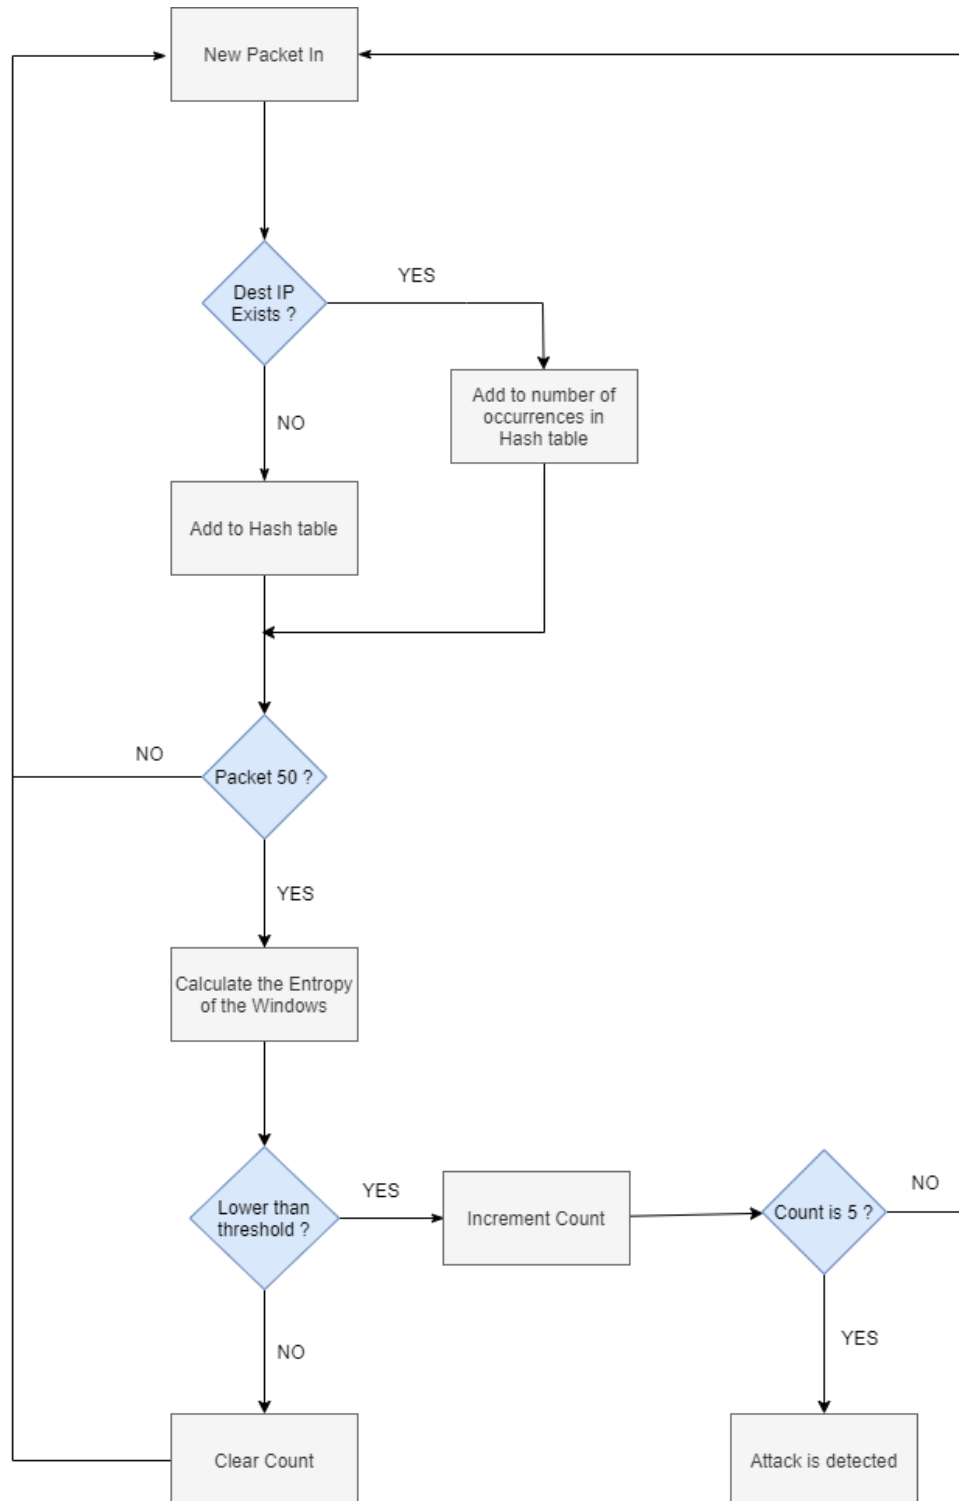 New Packet In
Dest IP
Exists ?
YES
Add to number of
occurrences in
Hash table
NO
Add to Hash table
NO
Packet 50 ?
YES
Calculate the Entropy
of the Windows
Lower than
threshold ?
YES
Increment Count
Count is 5 ?
NO
NO
YES
Clear Count
Attack is detected